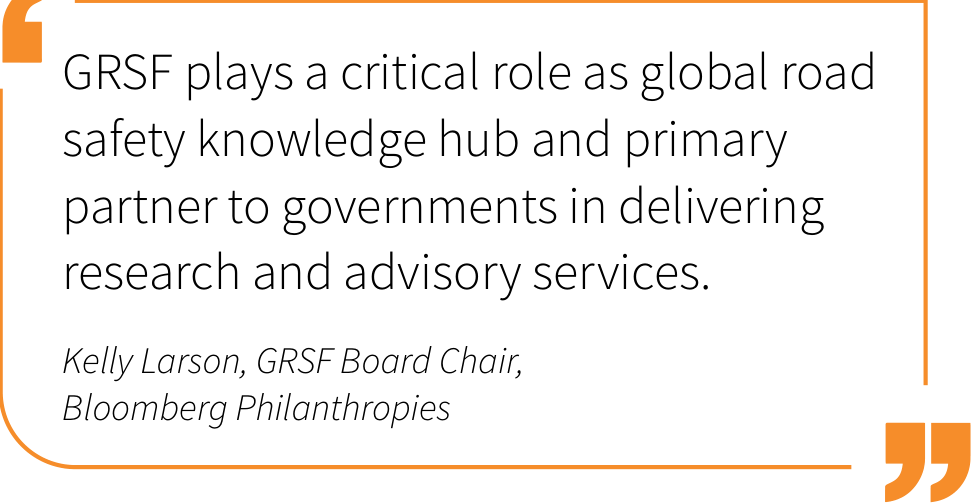 GRSF plays a critical role as global road
safety knowledge hub and primary
partner to governments in delivering
research and advisory services.
Kelly Larson, GRSF Board Chair,
Bloomberg Philanthropies